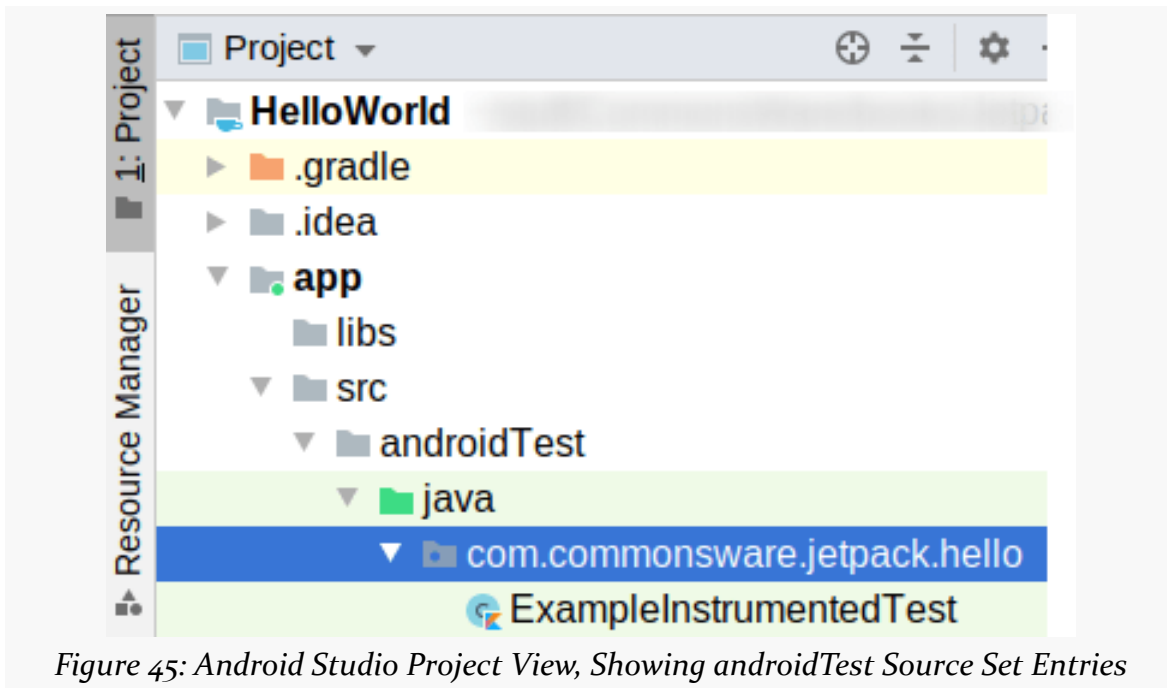 Project
1: Project
HelloWorld
.gradle
.idea
app
libs
src
Resource Manager
androidTest
java
com.commonsware.jetpack.hello
ExampleInstrumentedTest
Figure 45: Android Studio Project View, Showing androidTest Source Set Entries